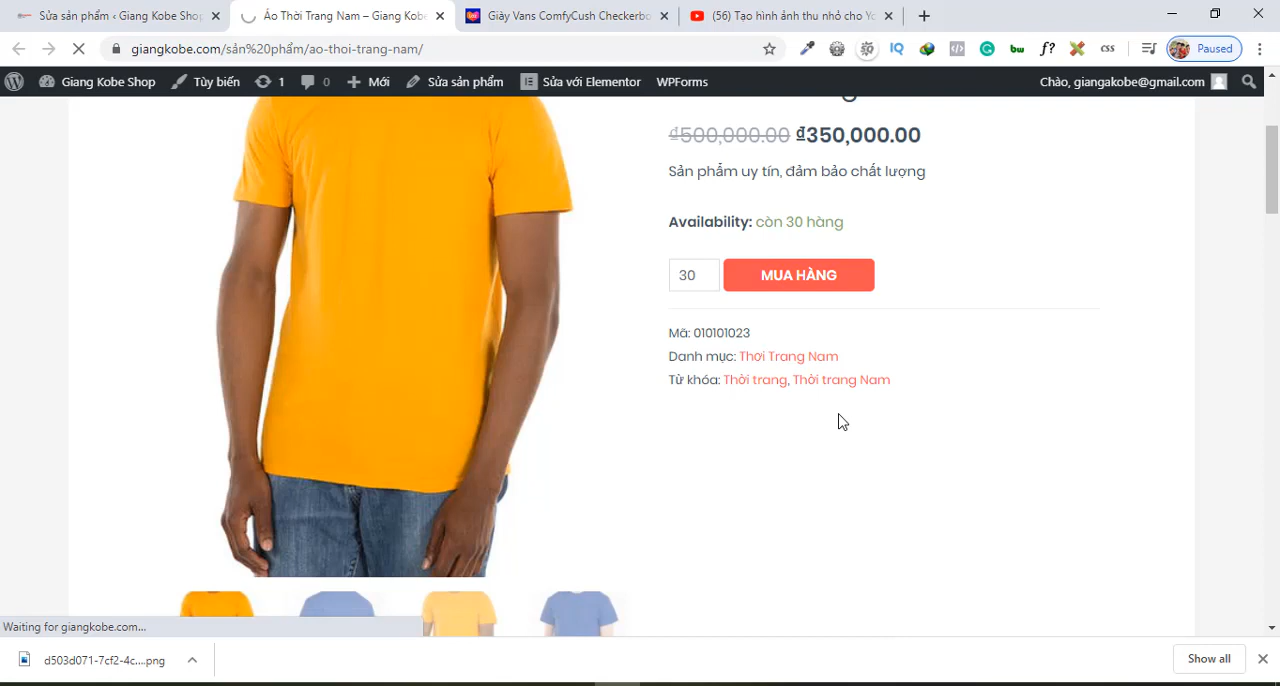 Sửa sản phẩm ‹ Giang Kobe Shop
Áo Thời Trang Nam – Giang Kobe
Giày Vans ComfyCush Checkerbo
(56) Tạo hình ảnh thu nhỏ cho Yo
giangkobe.com/sản%20phẩm/ao-thoi-trang-nam/
IQ
bw
f?
css
Paused
Giang Kobe Shop
Tùy biến
1
0
Mới
Sửa sản phẩm
Sửa với Elementor
WPForms
Chào, giangakobe@gmail.com
₫500,000.00 ₫350,000.00
Sản phẩm uy tín, đảm bảo chất lượng
Availability: còn 30 hàng
30
MUA HÀNG
Mã: 010101023
Danh mục: Thơi Trang Nam
Từ khóa: Thời trang, Thời trang Nam
Waiting for giangkobe.com...
d503d071-7cf2-4c....png
Show all